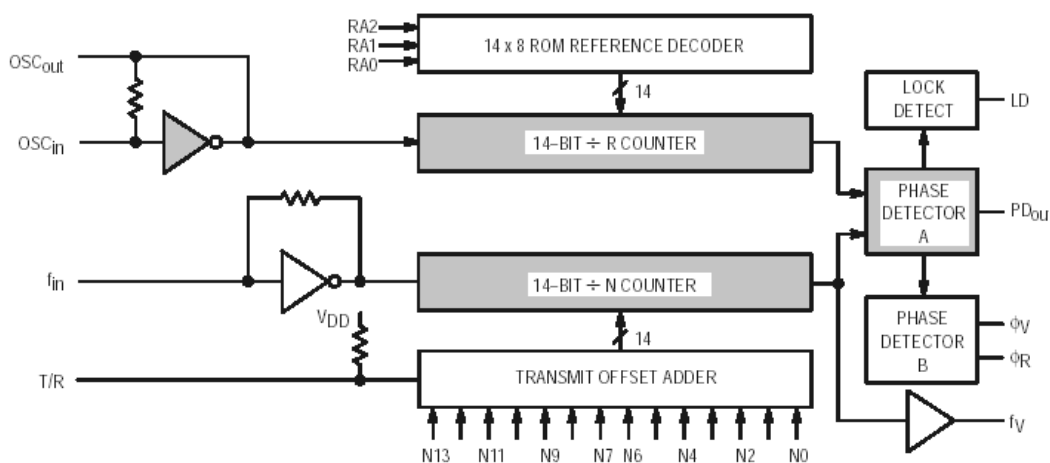 RA2
RA1
RA0
14 x 8 ROM REFERENCE DECODER
OSCout
14
LOCK
DETECT
LD
OSCin
14–BIT ÷ R COUNTER
PHASE
DETECTOR
A
PDout
fin
14–BIT ÷ N COUNTER
VDD
14
PHASE
DETECTOR
B
ϕV
ϕR
T/R
TRANSMIT OFFSET ADDER
fV
N13 N11 N9 N7 N6 N4 N2 N0